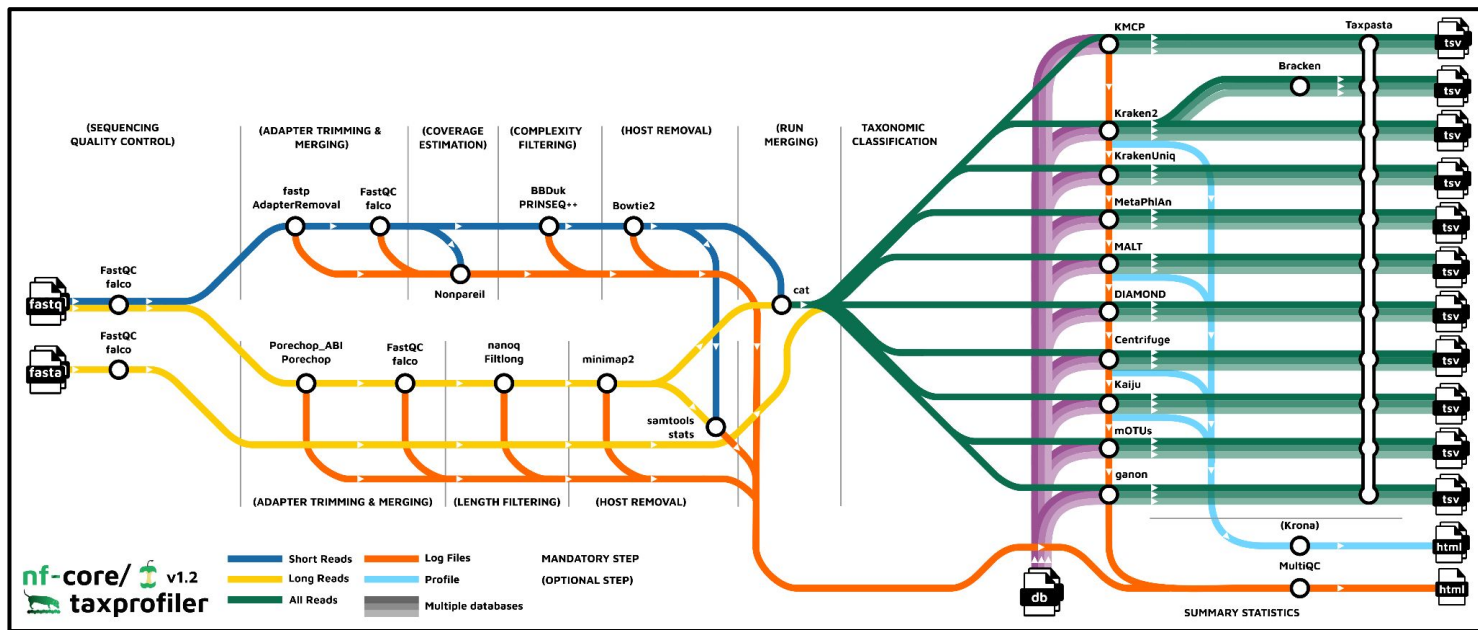 (SEQUENCING
QUALITY CONTROL)
(ADAPTER TRIMMING &
MERGING)
(COVERAGE
ESTIMATION)
(COMPLEXITY
FILTERING)
(HOST REMOVAL)
(RUN
MERGING)
TAXONOMIC
CLASSIFICATION
fastp
AdapterRemoval
FastQC
falco
BBDuk
PRINSEQ++
Bowtie2
Nonpareil
FastQC
falco
fastq
FastQC
falco
fasta
cat
Porechop_ABI
Porechop
FastQC
falco
nanoq
Filtlong
minimap2
samtools
stats
(ADAPTER TRIMMING & MERGING)
(LENGTH FILTERING)
(HOST REMOVAL)
KMCP
Taxpasta
tsv
Bracken
tsv
Kraken2
tsv
KrakenUniq
tsv
MetaPhlAn
tsv
MALT
tsv
DIAMOND
tsv
Centrifuge
tsv
Kaiju
tsv
mOTUs
tsv
ganon
tsv
(Krona)
html
MultiQC
html
db
SUMMARY STATISTICS
nf-core/ v1.2
taxprofiler
Short Reads
Long Reads
All Reads
Log Files
Profile
Multiple databases
MANDATORY STEP
(OPTIONAL STEP)